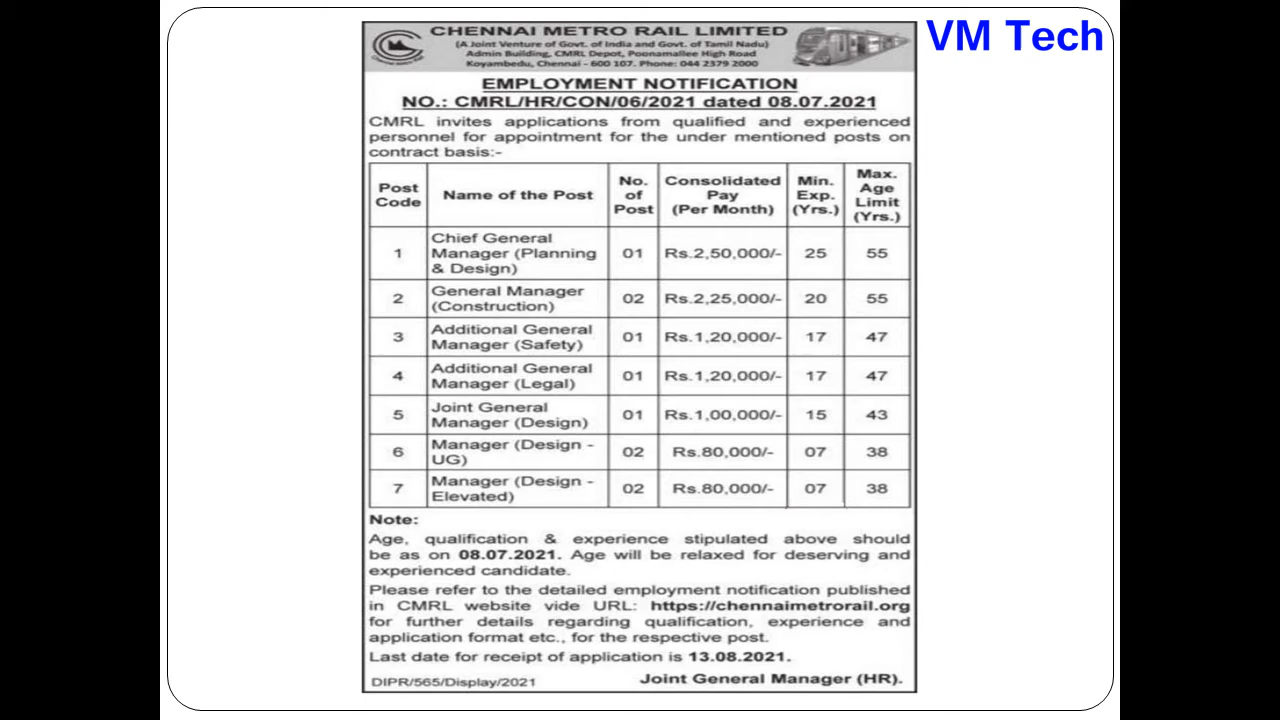 VM Tech
CHENNAI METRO RAIL LIMITED
(A Joint Venture of Govt. of India and Govt. of Tamil Nadu)
Admin Building, CMRL Depot, Poonamallee High Road
Koyambedu, Chennai - 600 107. Phone: 044 2379 2000
EMPLOYMENT NOTIFICATION
NO.: CMRL/HR/CON/06/2021 dated 08.07.2021
CMRL invites applications from qualified and experienced
personnel for appointment for the under mentioned posts on
contract basis:-
Post Code Name of the Post No. of Post Consolidated Pay (Per Month) Min. Exp. (Yrs.) Max. Age Limit (Yrs.)
1 Chief General Manager (Planning & Design) 01 Rs.2,50,000/- 25 55
2 General Manager (Construction) 02 Rs.2,25,000/- 20 55
3 Additional General Manager (Safety) 01 Rs.1,20,000/- 17 47
4 Additional General Manager (Legal) 01 Rs.1,20,000/- 17 47
5 Joint General Manager (Design) 01 Rs.1,00,000/- 15 43
6 Manager (Design - UG) 02 Rs.80,000/- 07 38
7 Manager (Design - Elevated) 02 Rs.80,000/- 07 38
Note:
Age, qualification & experience stipulated above should
be as on 08.07.2021. Age will be relaxed for deserving and
experienced candidate.
Please refer to the detailed employment notification published
in CMRL website vide URL: https://chennaimetrorail.org
for further details regarding qualification, experience and
application format etc., for the respective post.
Last date for receipt of application is 13.08.2021.
DIPR/565/Display/2021
Joint General Manager (HR).